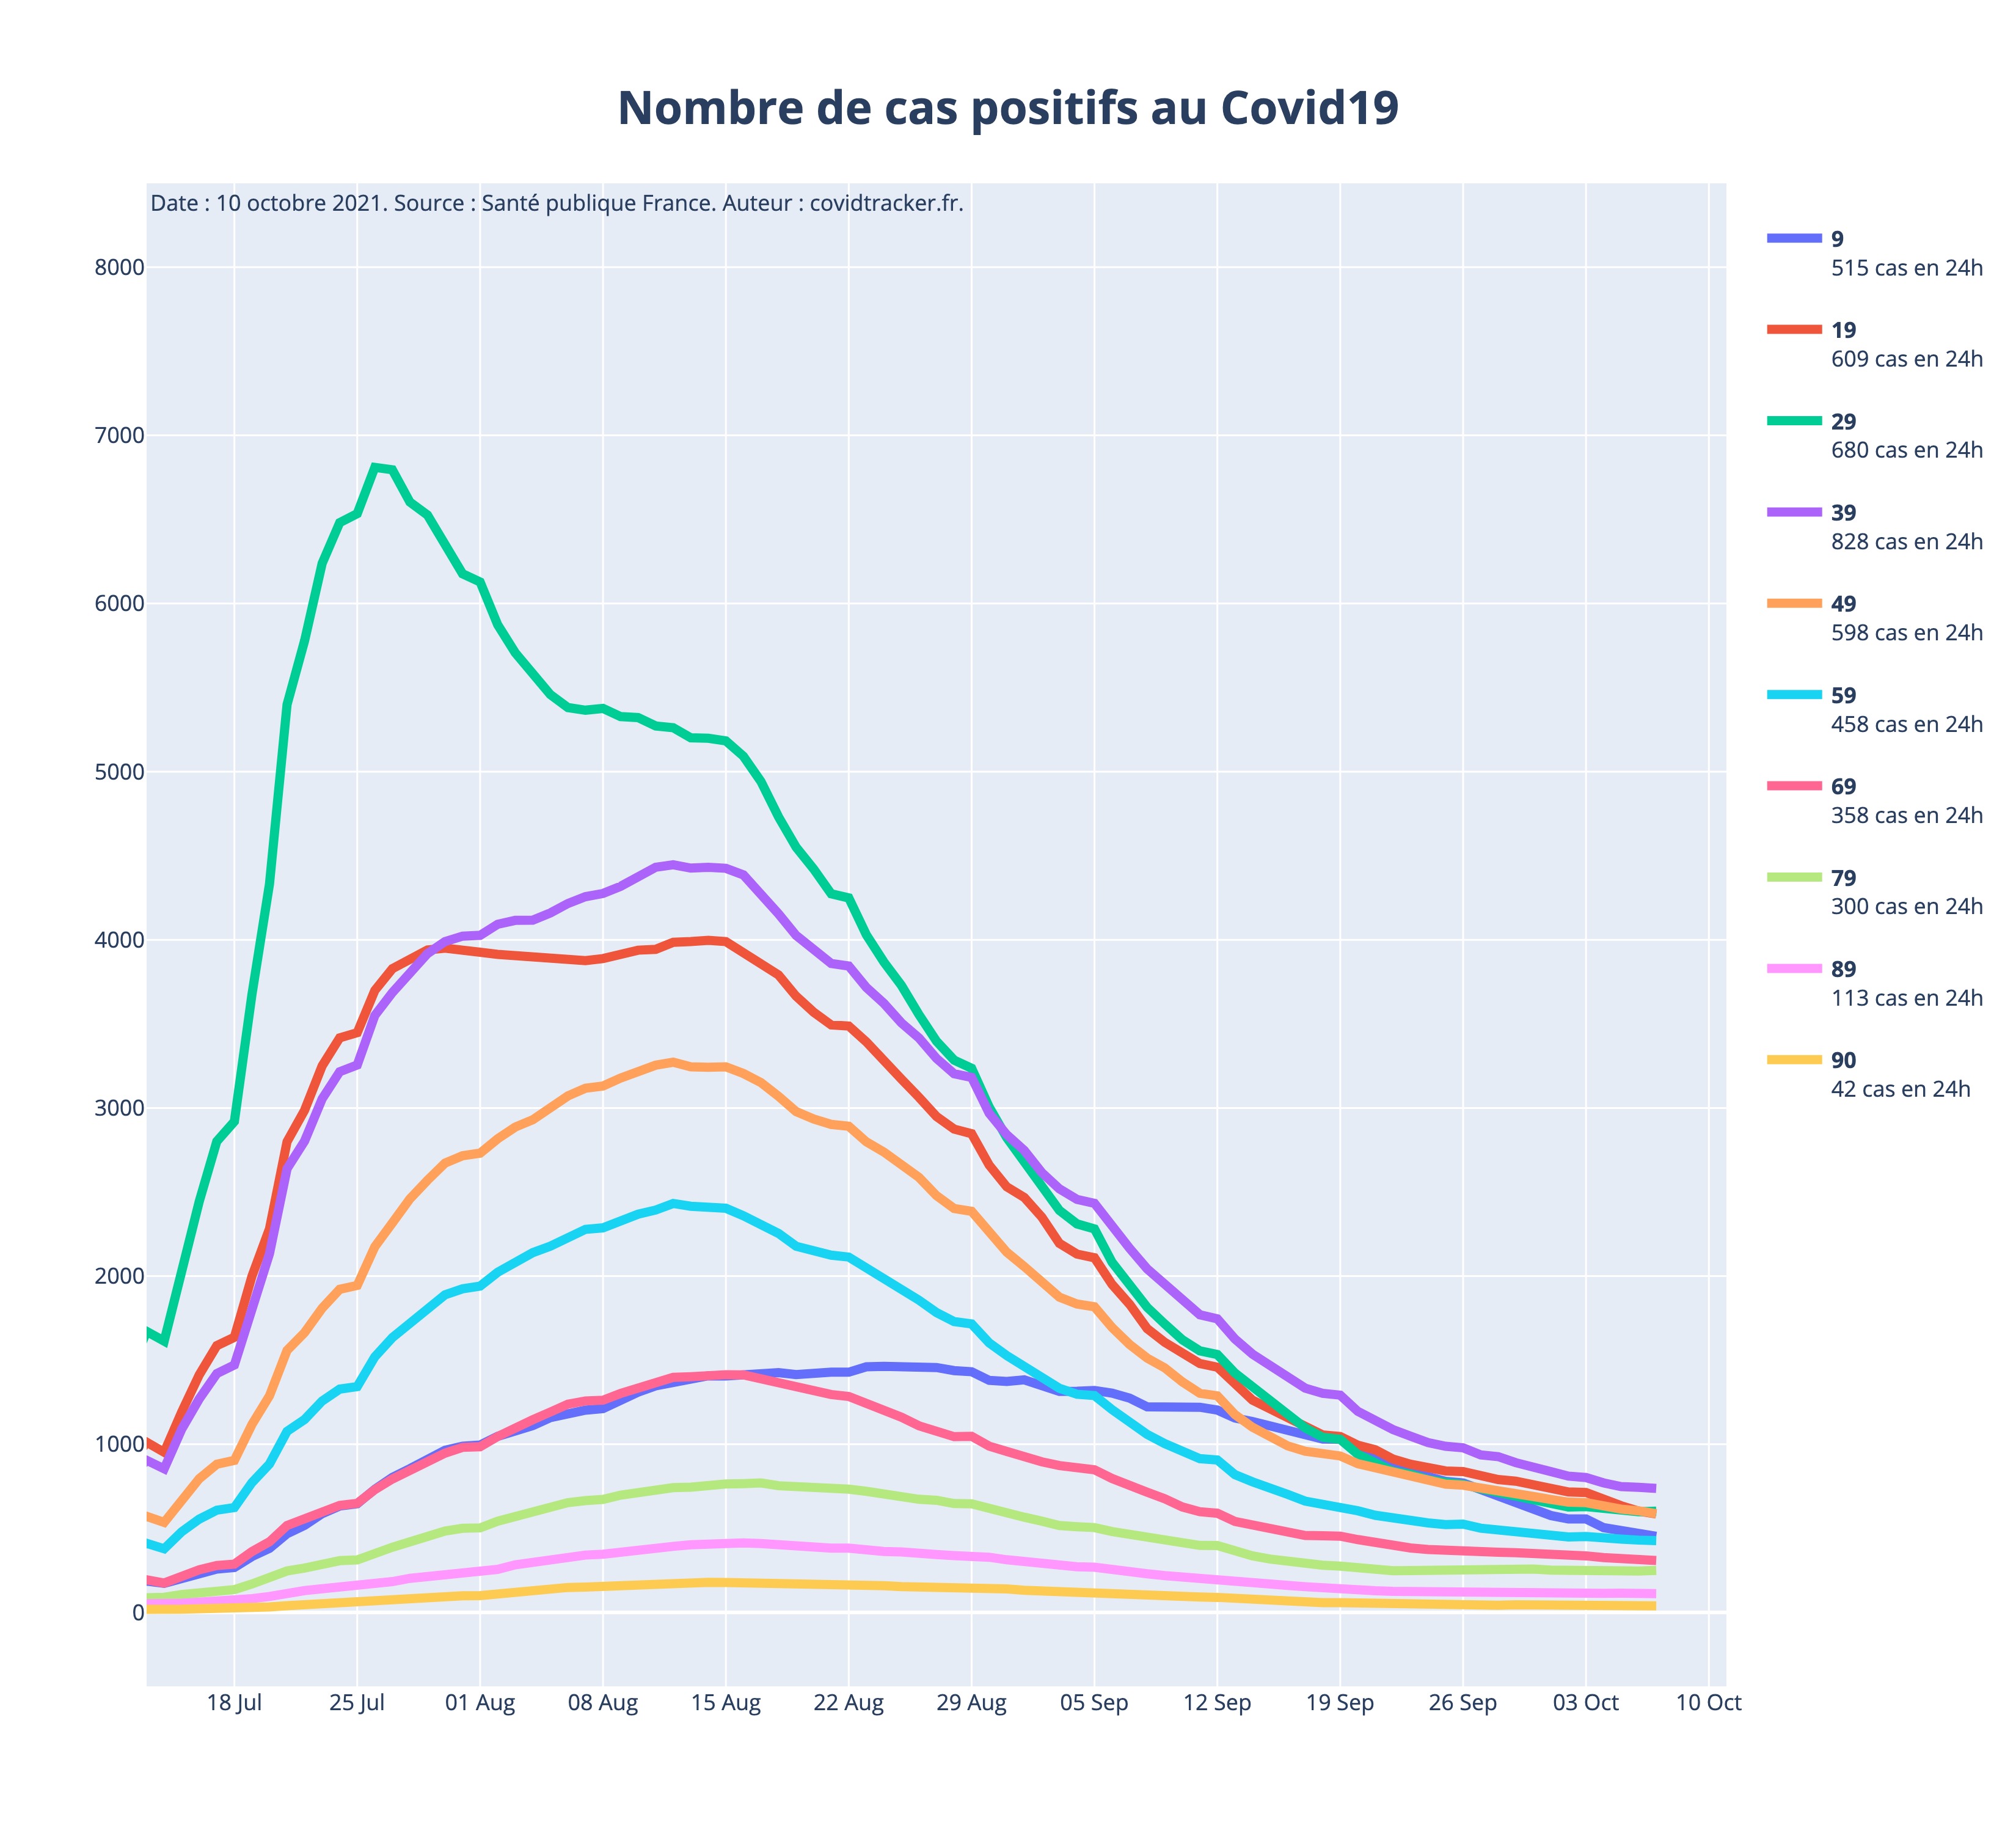 Nombre de cas positifs au Covid19
Date : 10 octobre 2021. Source : Santé publique France. Auteur : covidtracker.fr.
8000
7000
6000
5000
4000
3000
2000
1000
0
18 Jul
25 Jul
01 Aug
08 Aug
15 Aug
22 Aug
29 Aug
05 Sep
12 Sep
19 Sep
26 Sep
03 Oct
10 Oct
9
515 cas en 24h
19
609 cas en 24h
29
680 cas en 24h
39
828 cas en 24h
49
598 cas en 24h
59
458 cas en 24h
69
358 cas en 24h
79
300 cas en 24h
89
113 cas en 24h
90
42 cas en 24h